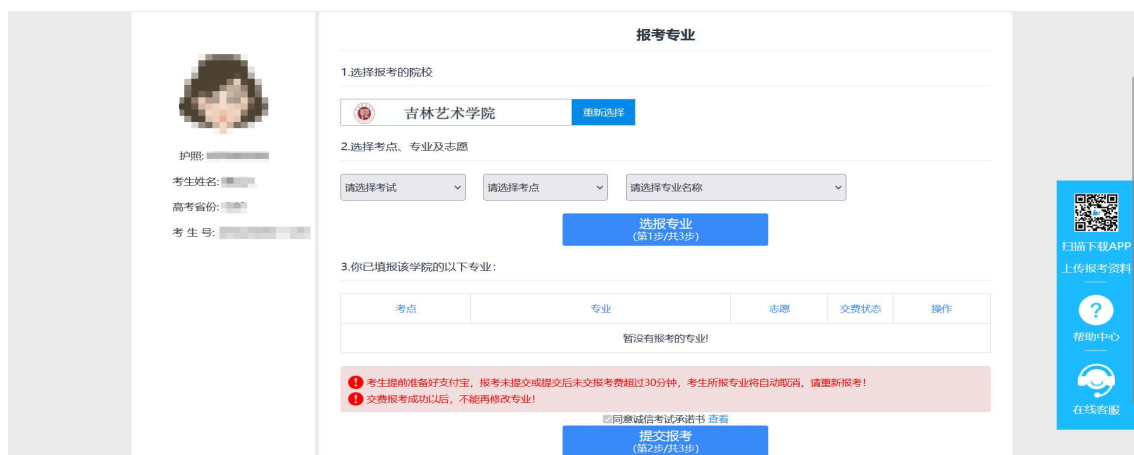 报考专业
1.选择报考的院校
吉林艺术学院
重新选择
2.选择考点、专业及志愿
请选择考试
请选择考点
请选择专业名称
选报专业
(第1步/共3步)
3.你已填报该学院的以下专业:
考点 专业 志愿 交费状态 操作
暂没有报考的专业!
考生提前准备好支付宝，报考未提交或提交后未交报考费超过30分钟，考生所报专业将自动取消，请重新报考!
交费报考成功以后，不能再修改专业!
同意诚信考试承诺书 查看
提交报考
(第2步/共3步)
护照:
考生姓名:
高考省份:
考 生 号:
扫描下载APP
上传报考资料
?
帮助中心
在线客服